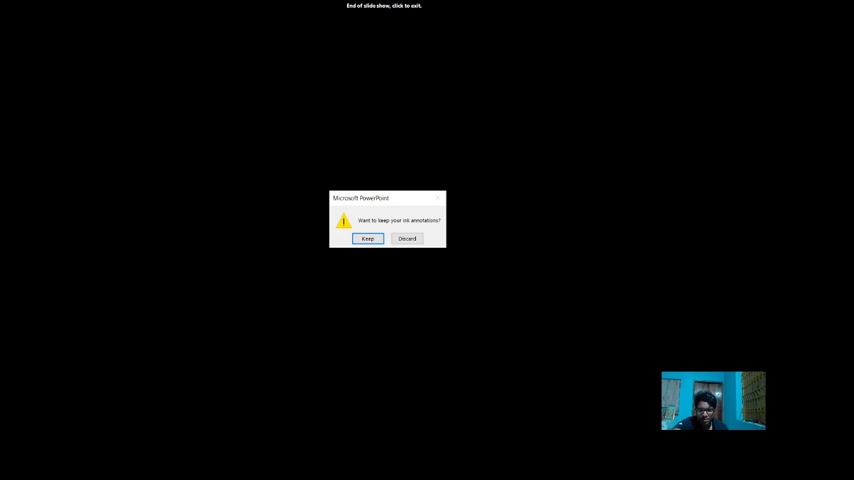 End of slide show, click to exit.
Microsoft PowerPoint
Want to keep your ink annotations?
Keep
Discard